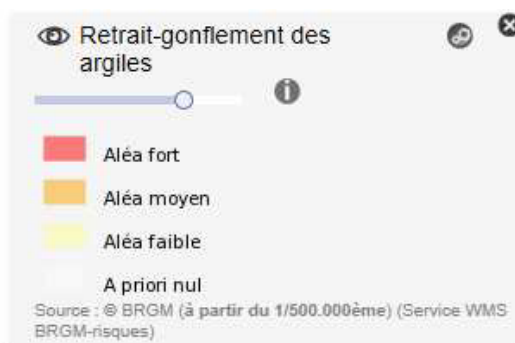 Retrait-gonflement des
argiles
Aléa fort
Aléa moyen
Aléa faible
A priori nul
Source : © BRGM (à partir du 1/500.000ème) (Service WMS
BRGM-risques)